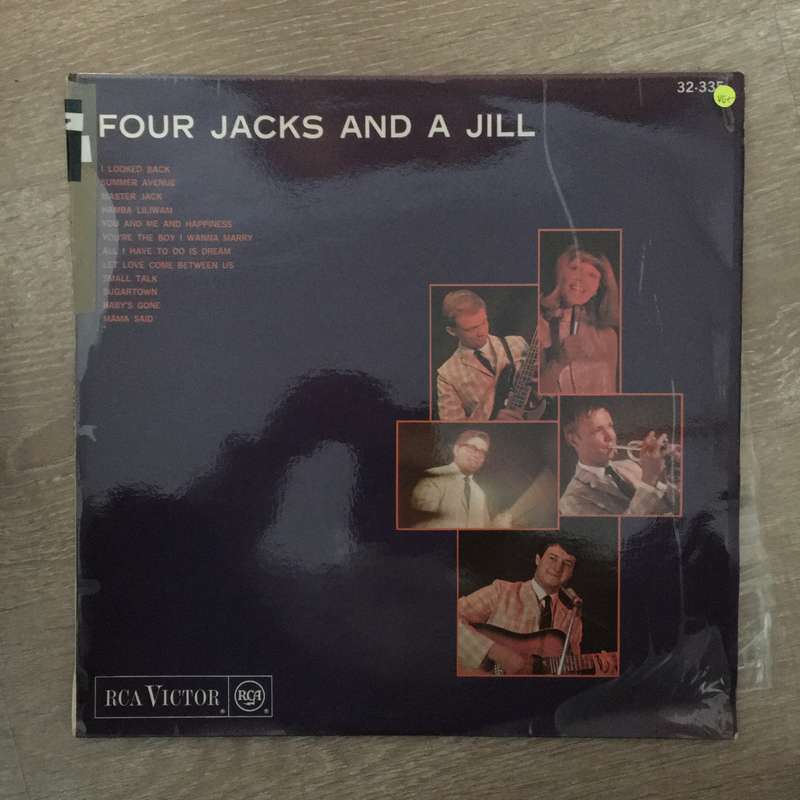 32-335
VG+
FOUR JACKS AND A JILL
I LOOKED BACK
SUMMER AVENUE
MASTER JACK
HAMBA LILIWAM
YOU AND ME AND HAPPINESS
YOU'RE THE BOY I WANNA MARRY
ALL I HAVE TO DO IS DREAM
LET LOVE COME BETWEEN US
SMALL TALK
SUGARTOWN
BABY'S GONE
MAMA SAID
RCA VICTOR ® RCA ®